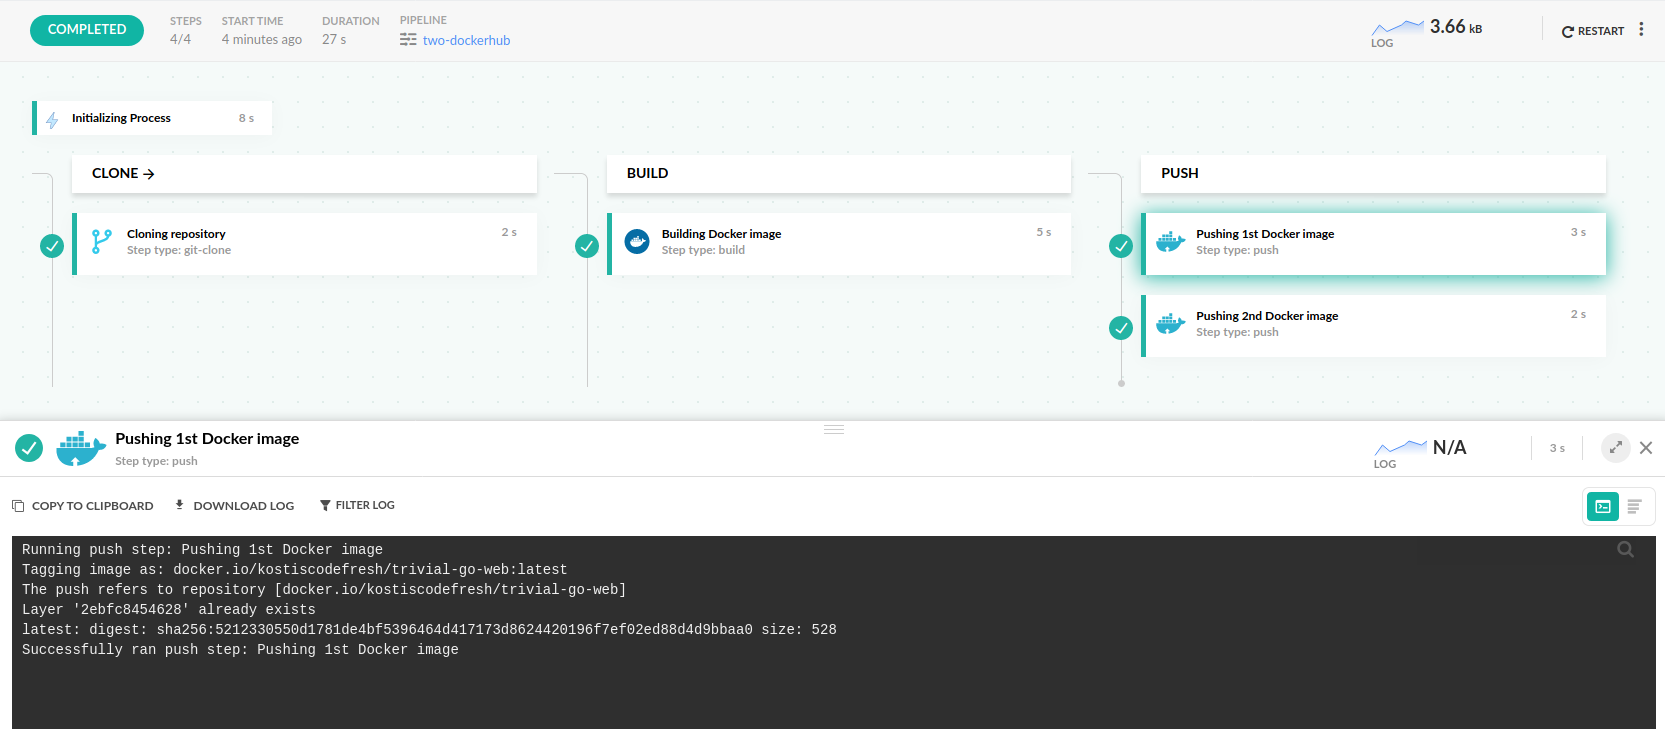 COMPLETED
STEPS
4/4
START TIME
4 minutes ago
DURATION
27 s
PIPELINE
two-dockerhub
LOG
3.66 kB
RESTART
Initializing Process 8 s
CLONE →
Cloning repository 2 s
Step type: git-clone
BUILD
Building Docker image 5 s
Step type: build
PUSH
Pushing 1st Docker image 3 s
Step type: push
Pushing 2nd Docker image 2 s
Step type: push
Pushing 1st Docker image
Step type: push
LOG
N/A
3 s
COPY TO CLIPBOARD DOWNLOAD LOG FILTER LOG
Running push step: Pushing 1st Docker image
Tagging image as: docker.io/kostiscodefresh/trivial-go-web:latest
The push refers to repository [docker.io/kostiscodefresh/trivial-go-web]
Layer '2ebfc8454628' already exists
latest: digest: sha256:5212330550d1781de4bf5396464d417173d8624420196f7ef02ed88d4d9bbaa0 size: 528
Successfully ran push step: Pushing 1st Docker image